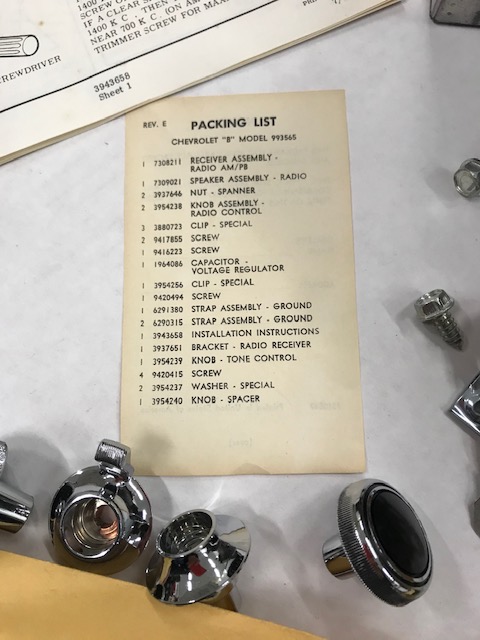 1400 K
SCREW O
IF A CLEAR S
1400 K C, THEN
NEAR 700 K C. (ON AM
TRIMMER SCREW FOR MAX
SCREWDRIVER
3943658
Sheet 1
REV. E PACKING LIST
CHEVROLET "B" MODEL 993565
1 7308211 RECEIVER ASSEMBLY -
RADIO AM/PB
1 7309021 SPEAKER ASSEMBLY - RADIO
2 3937646 NUT - SPANNER
2 3954238 KNOB ASSEMBLY -
RADIO CONTROL
3 3880723 CLIP - SPECIAL
2 9417855 SCREW
1 9416223 SCREW
1 1964086 CAPACITOR -
VOLTAGE REGULATOR
1 3954256 CLIP - SPECIAL
1 9420494 SCREW
1 6291380 STRAP ASSEMBLY - GROUND
2 6290315 STRAP ASSEMBLY - GROUND
1 3943658 INSTALLATION INSTRUCTIONS
1 3937651 BRACKET - RADIO RECEIVER
1 3954239 KNOB - TONE CONTROL
4 9420415 SCREW
2 3954237 WASHER - SPECIAL
1 3954240 KNOB - SPACER